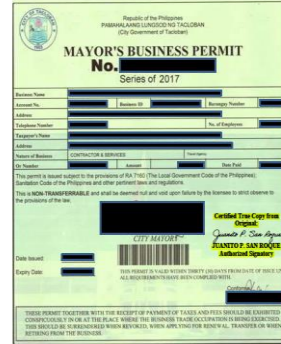 Republic of the Philippines
PAMAHALAANG LUNGSOD NG TACLOBAN
(City Government of Tacloban)
MAYOR'S BUSINESS PERMIT
No.
Series of 2017
Business Name
Account No. Business ID Barangay Number
Address
Telephone Number No. of Employees
Taxpayer's Name
Address
Nature of Business CONTRACTOR & SERVICES
Or Number Amount Date Paid
This permit is issued subject to the provisions of RA 7160 (The Local Government Code of the Philippines);
Sanitation Code of the Philippines and other pertinent laws and regulations.
This is NON-TRANSFERRABLE and shall be deemed null and void upon failure by the licensee to strictly observe to
the provisions of the law.
Certified True Copy from
Original:
Juanito P. San Roque
JUANITO P. SAN ROQUE
Authorized Signatory
CITY MAYOR
Date Issued
Expiry Date:
THIS PERMIT IS VALID WITHIN THIRTY (30) DAYS FROM DATE OF ISSUE
ALL REQUIREMENTS HAVE BEEN COMPLIED WITH.
THESE PERMIT TOGETHER WITH THE RECEIPT OF PAYMENT OF TAXES AND FEES SHOULD BE EXHIBITED
CONSPICUOUSLY IN OR AT THE PLACE WHERE THE BUSINESS TRADE OCCUPATION IS BEING EXERCISED.
THIS SHOULD BE SURRENDERED WHEN REVOKED, WHEN APPLYING FOR RENEWAL, TRANSFER OR WHEN
RETIRING FROM THE BUSINESS.